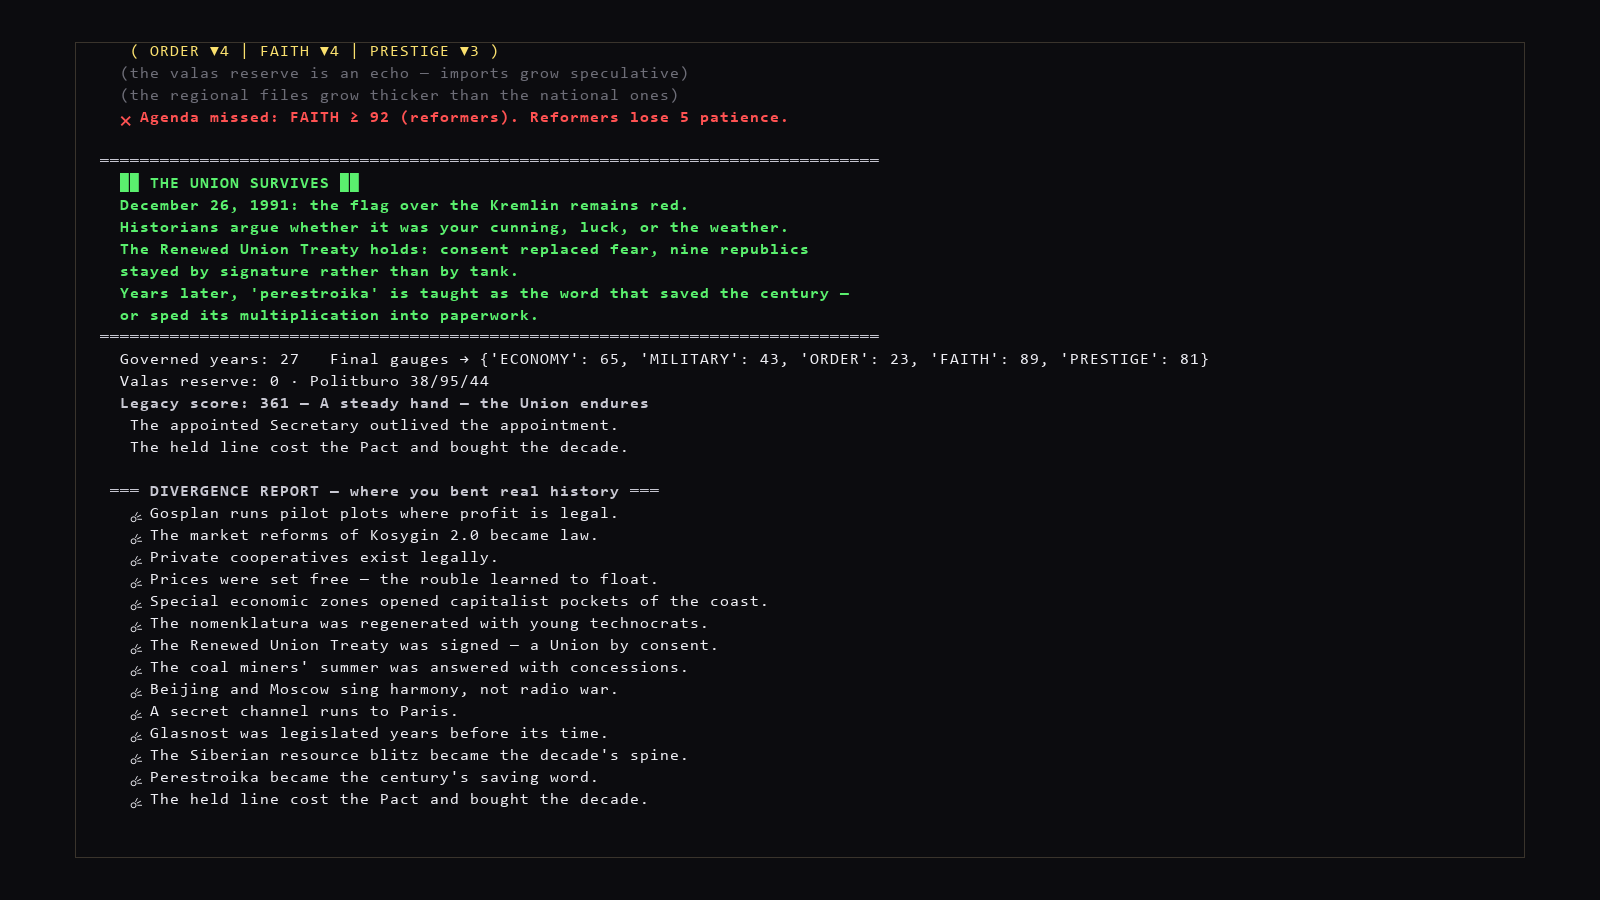 ( ORDER ▼4 | FAITH ▼4 | PRESTIGE ▼3 )
(the valas reserve is an echo — imports grow speculative)
(the regional files grow thicker than the national ones)
✕ Agenda missed: FAITH ≥ 92 (reformers). Reformers lose 5 patience.
██ THE UNION SURVIVES ██
December 26, 1991: the flag over the Kremlin remains red.
Historians argue whether it was your cunning, luck, or the weather.
The Renewed Union Treaty holds: consent replaced fear, nine republics
stayed by signature rather than by tank.
Years later, 'perestroika' is taught as the word that saved the century —
or sped its multiplication into paperwork.
Governed years: 27   Final gauges → {'ECONOMY': 65, 'MILITARY': 43, 'ORDER': 23, 'FAITH': 89, 'PRESTIGE': 81}
Valas reserve: 0 · Politburo 38/95/44
Legacy score: 361 — A steady hand — the Union endures
The appointed Secretary outlived the appointment.
The held line cost the Pact and bought the decade.
=== DIVERGENCE REPORT — where you bent real history ===
Gosplan runs pilot plots where profit is legal.
The market reforms of Kosygin 2.0 became law.
Private cooperatives exist legally.
Prices were set free — the rouble learned to float.
Special economic zones opened capitalist pockets of the coast.
The nomenklatura was regenerated with young technocrats.
The Renewed Union Treaty was signed — a Union by consent.
The coal miners' summer was answered with concessions.
Beijing and Moscow sing harmony, not radio war.
A secret channel runs to Paris.
Glasnost was legislated years before its time.
The Siberian resource blitz became the decade's spine.
Perestroika became the century's saving word.
The held line cost the Pact and bought the decade.